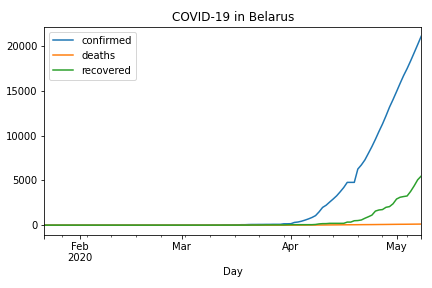 COVID-19 in Belarus
confirmed
deaths
recovered
20000
15000
10000
5000
0
Feb
2020
Mar
Apr
May
Day